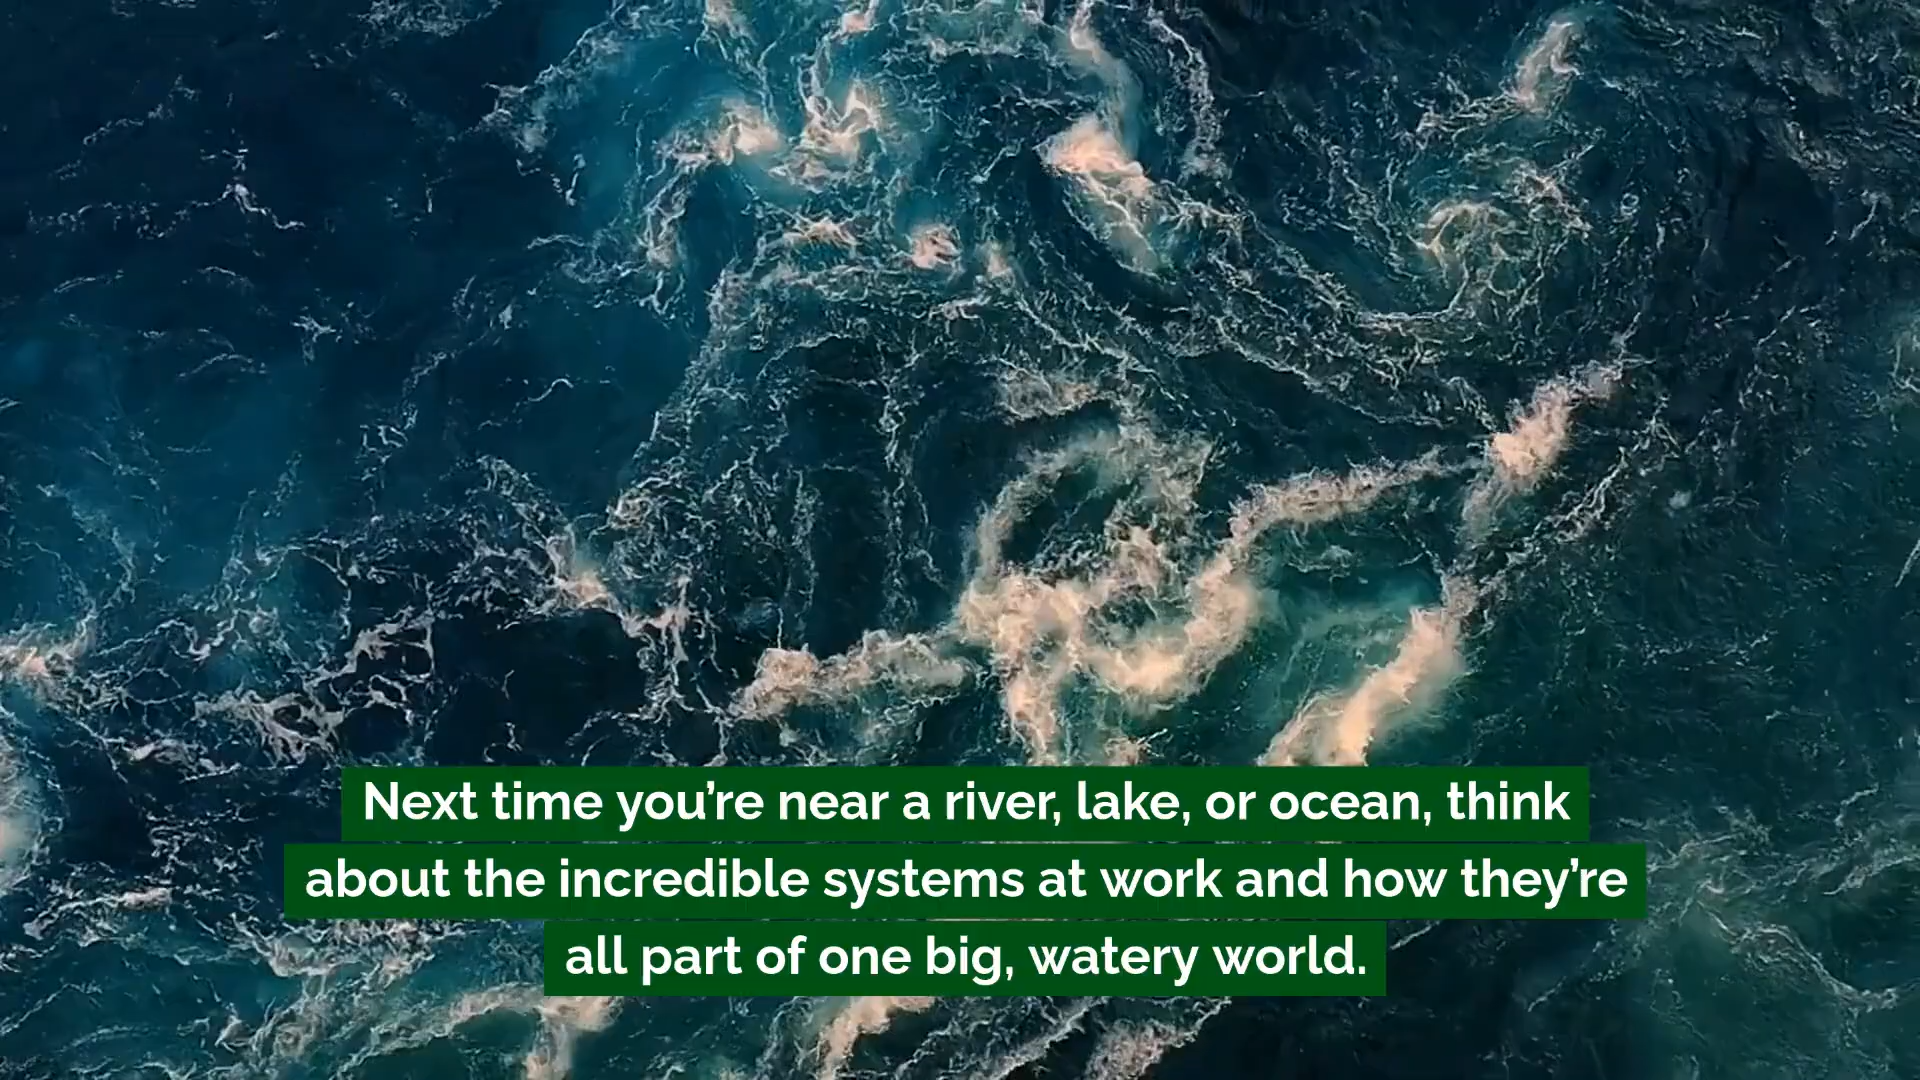 Next time you’re near a river, lake, or ocean, think
about the incredible systems at work and how they’re
all part of one big, watery world.